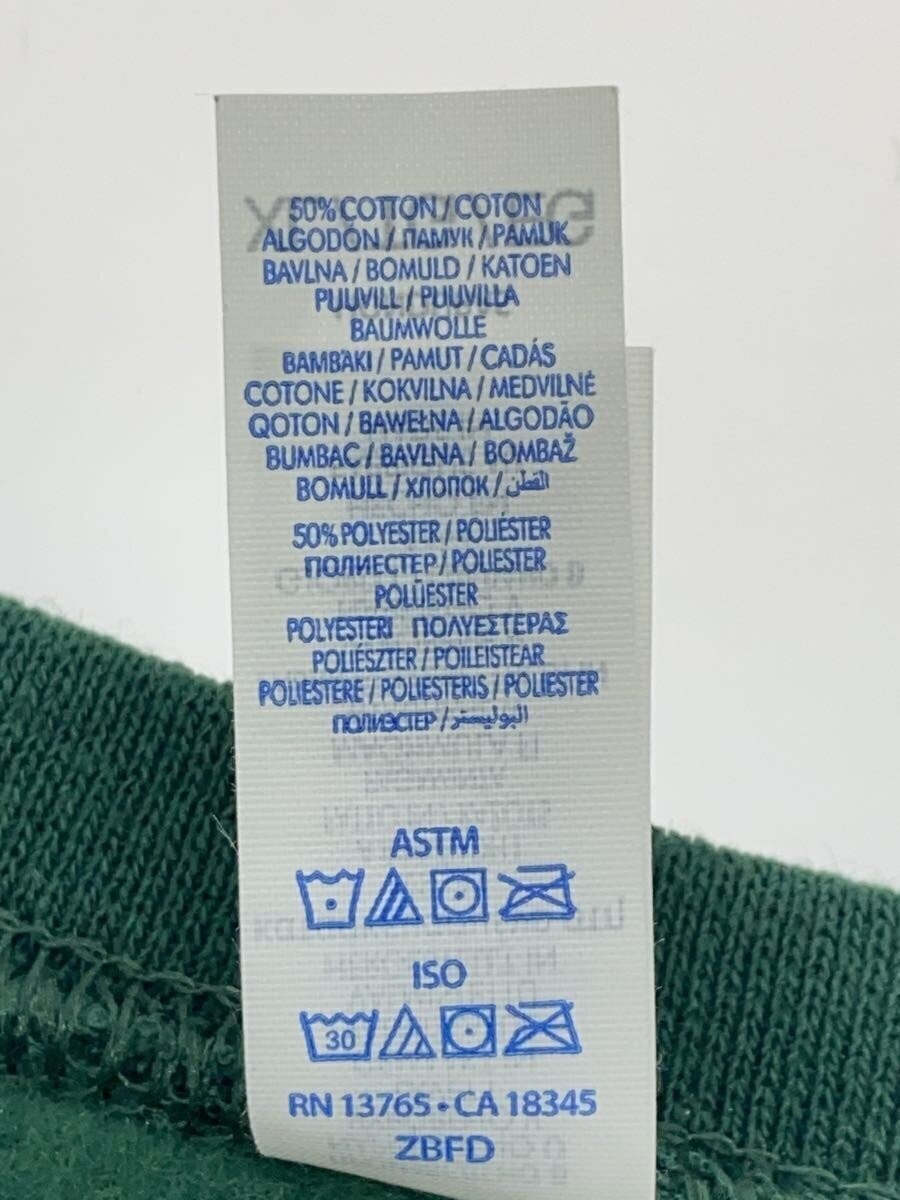 50% COTTON / COTON
ALGODÓN / ПАМУК / PAMUK
BAVLNA / BOMULD / KATOEN
PUUVILL / PUUVILLA
BAUMWOLLE
BAMBAKI / PAMUT / CADÁS
COTONE / KOKVILNA / MEDVILNĖ
QOTON / BAWEŁNA / ALGODÃO
BUMBAC / BAVLNA / BOMBAŽ
BOMULL / ХЛОПОК / القطن
50% POLYESTER / POLIÉSTER
ПОЛИЕСТЕР / POLIESTER
POLÜESTER
POLYESTERI ΠΟΛΥΕΣΤΕΡΑΣ
POLIÉSZTER / POILEISTEAR
POLIESTERE / POLIESTERIS / POLIESTER
ПОЛИЭСТЕР / البوليستر
ASTM
ISO
30
RN 13765 • CA 18345
ZBFD